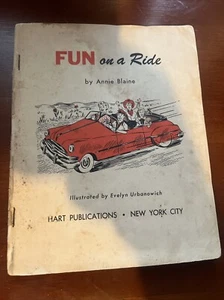 FUN on a Ride
by Annie Blaine
Illustrated by Evelyn Urbanowich
HART PUBLICATIONS • NEW YORK CITY